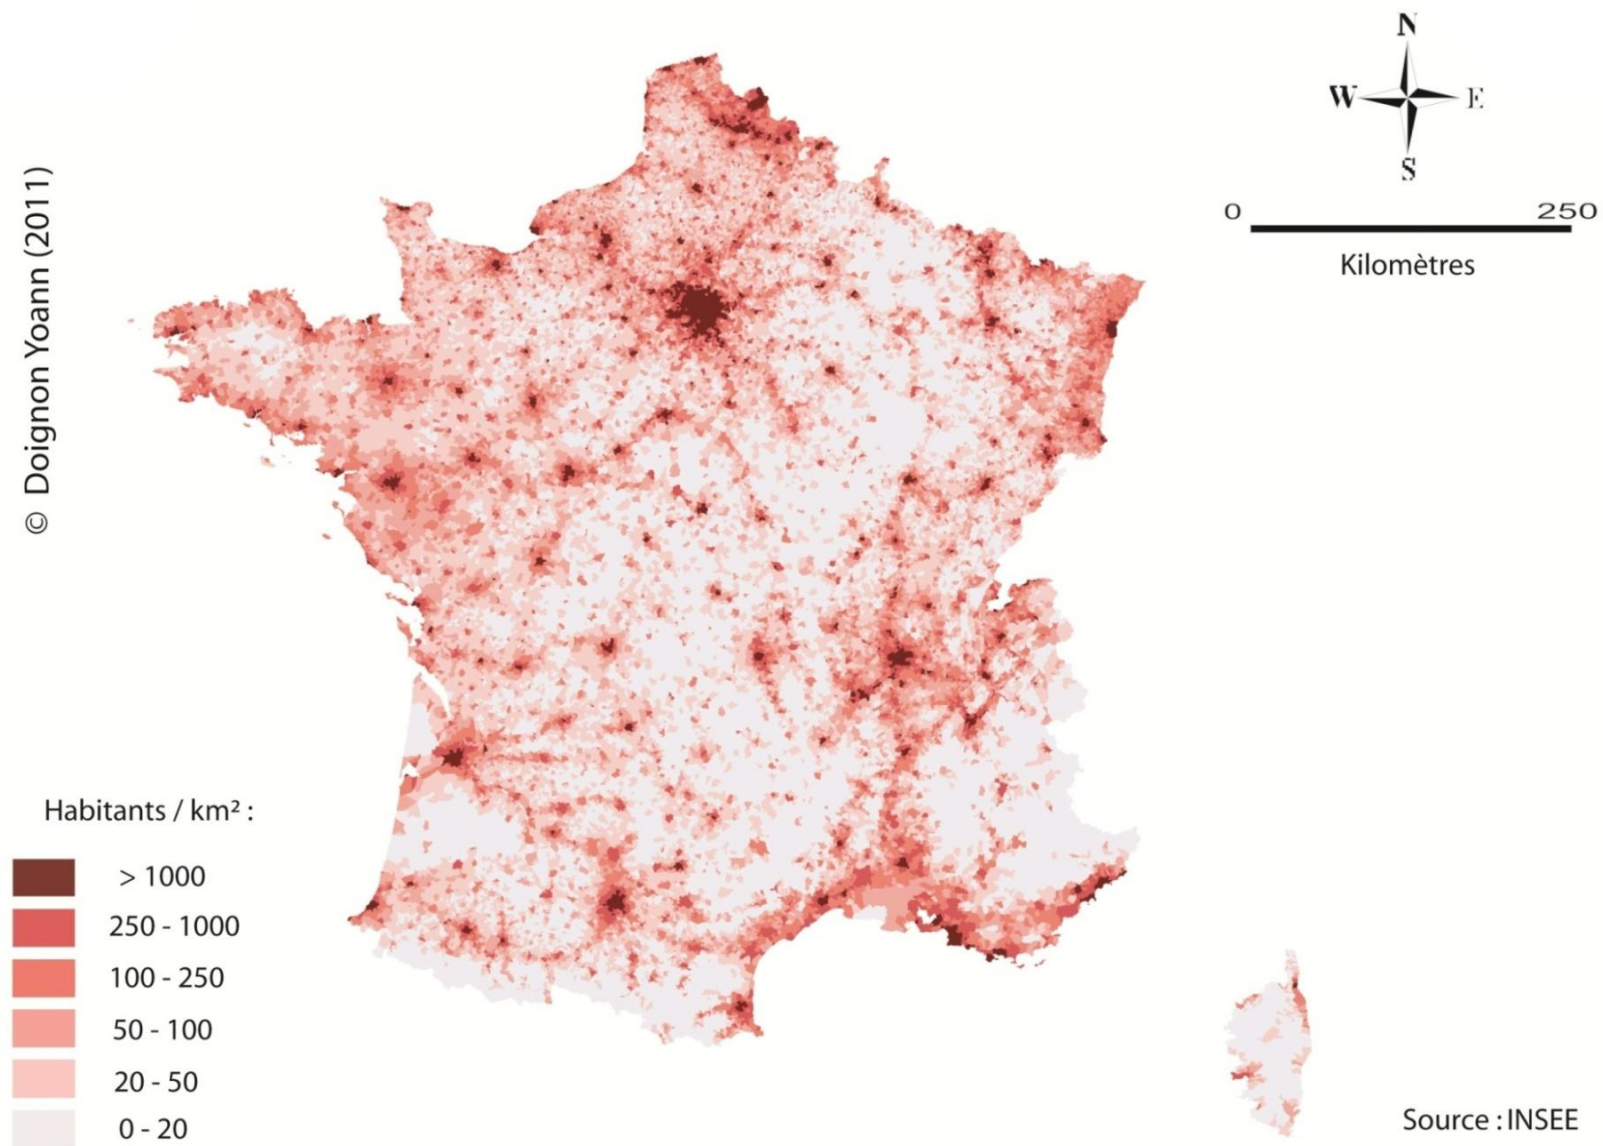 N
W E
S
0 250
Kilomètres
© Doignon Yoann (2011)
Habitants / km² :
> 1000
250 - 1000
100 - 250
50 - 100
20 - 50
0 - 20
Source : INSEE